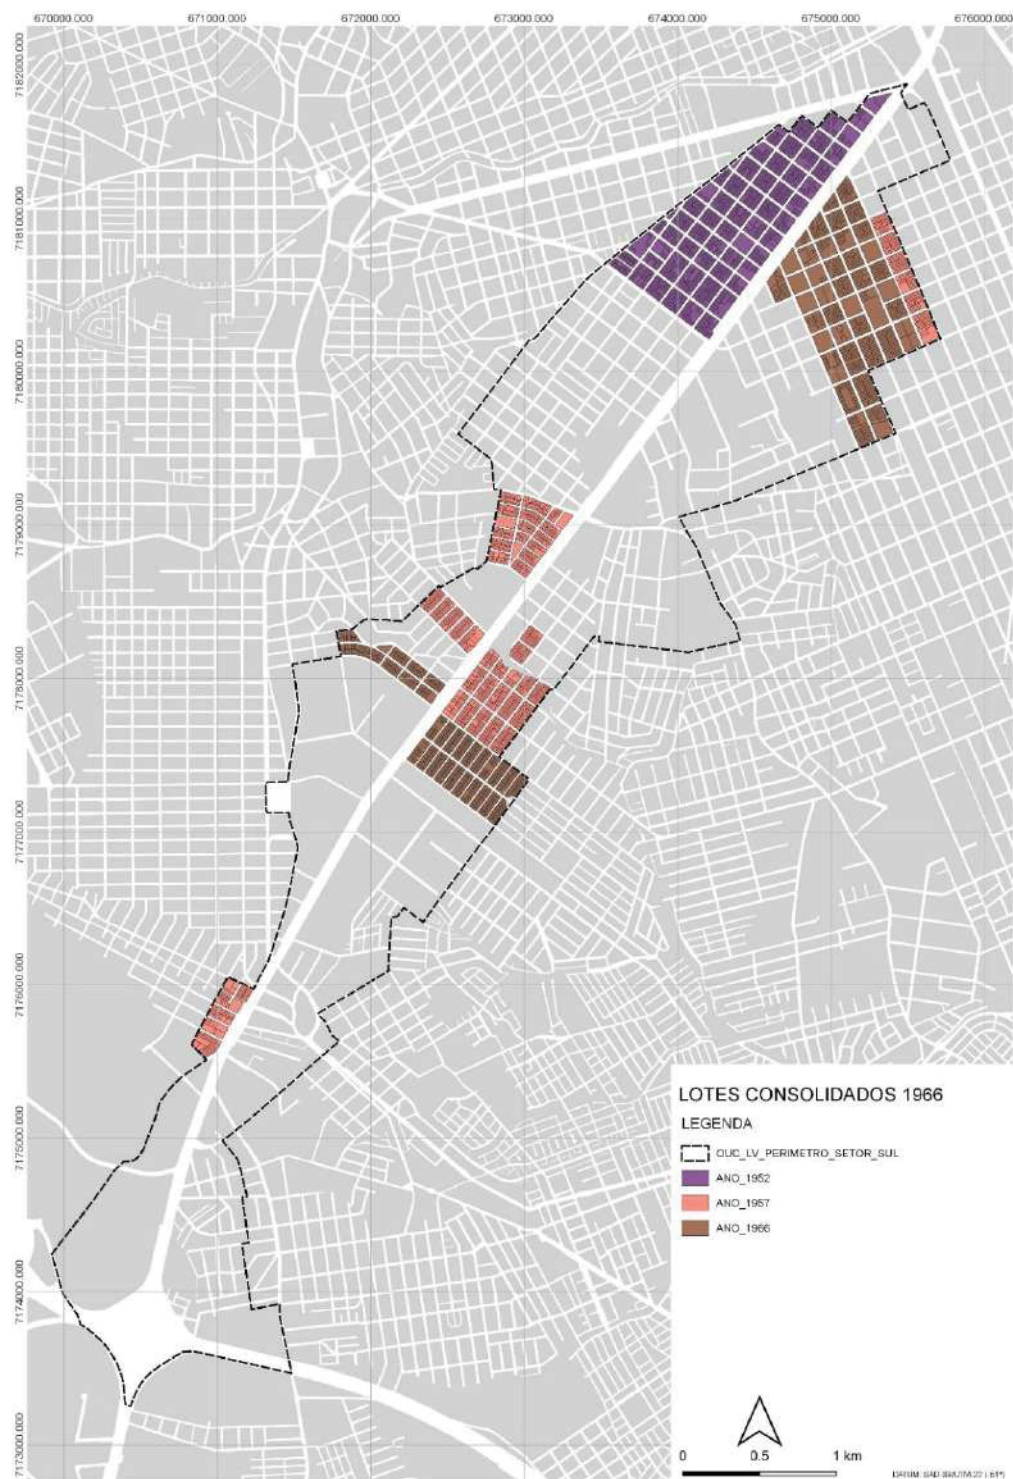 670000.000 671000.000 672000.000 673000.000 674000.000 675000.000 676000.000
7182000.000
7181000.000
7180000.000
7179000.000
7178000.000
7177000.000
7176000.000
7175000.000
7174000.000
7173000.000
LOTES CONSOLIDADOS 1966
LEGENDA
OUC_LV_PERIMETRO_SETOR_SUL
ANO_1952
ANO_1957
ANO_1966
0 0.5 1 km
DATUM: SAD